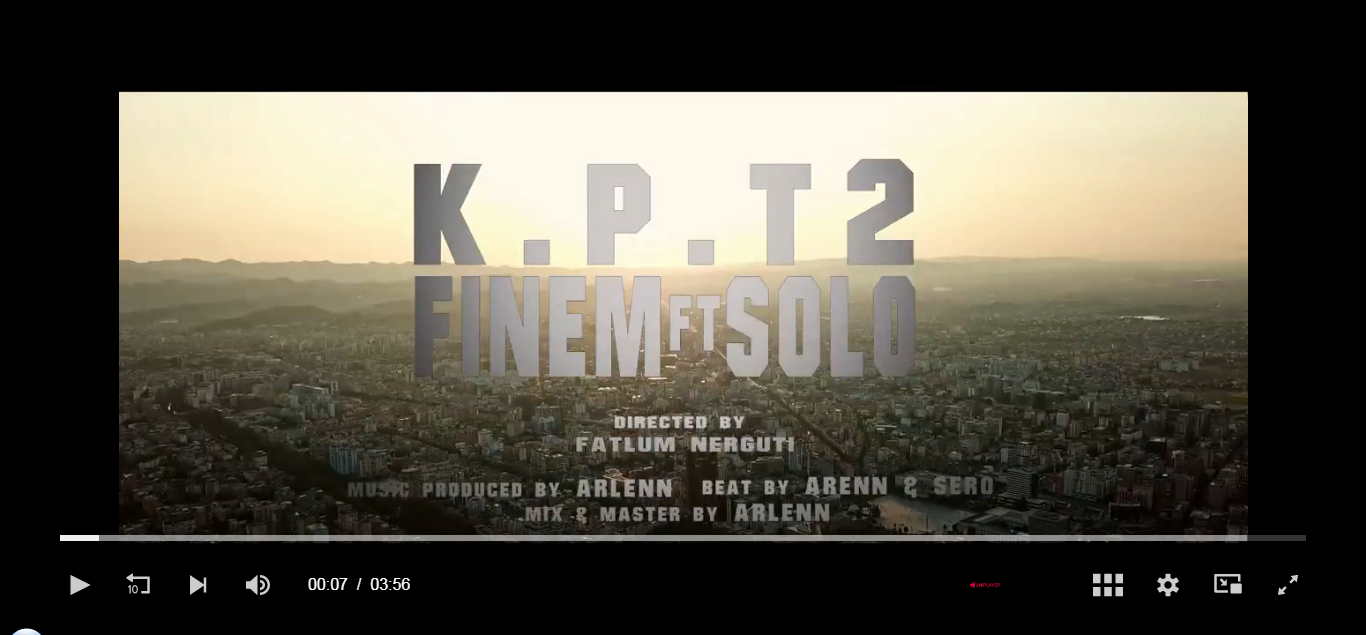 K.P.T2
FINEM FT SOLO
DIRECTED BY
FATLUM NERGUTI
MUSIC PRODUCED BY ARLENN BEAT BY ARENN & SERO
MIX & MASTER BY ARLENN
10
00:07 / 03:56